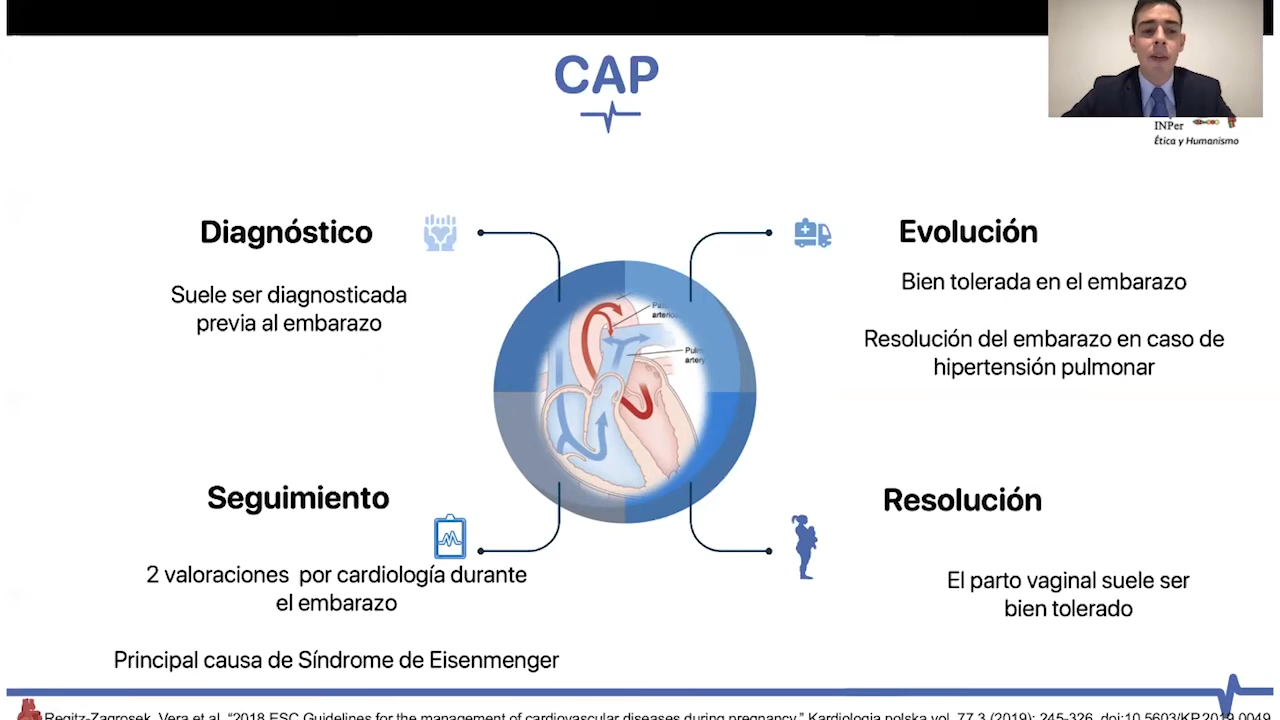 CAP
INPer
Ética y Humanismo
Diagnóstico
Suele ser diagnosticada
previa al embarazo
Evolución
Bien tolerada en el embarazo
Resolución del embarazo en caso de
hipertensión pulmonar
arterio
Pulm
artery
Seguimiento
2 valoraciones por cardiología durante
el embarazo
Principal causa de Síndrome de Eisenmenger
Resolución
El parto vaginal suele ser
bien tolerado
Regitz-Zagrosek, Vera et al. “2018 ESC Guidelines for the management of cardiovascular diseases during pregnancy.” Kardiologia polska vol. 77,3 (2019): 245-326. doi:10.5603/KP.2019.0049